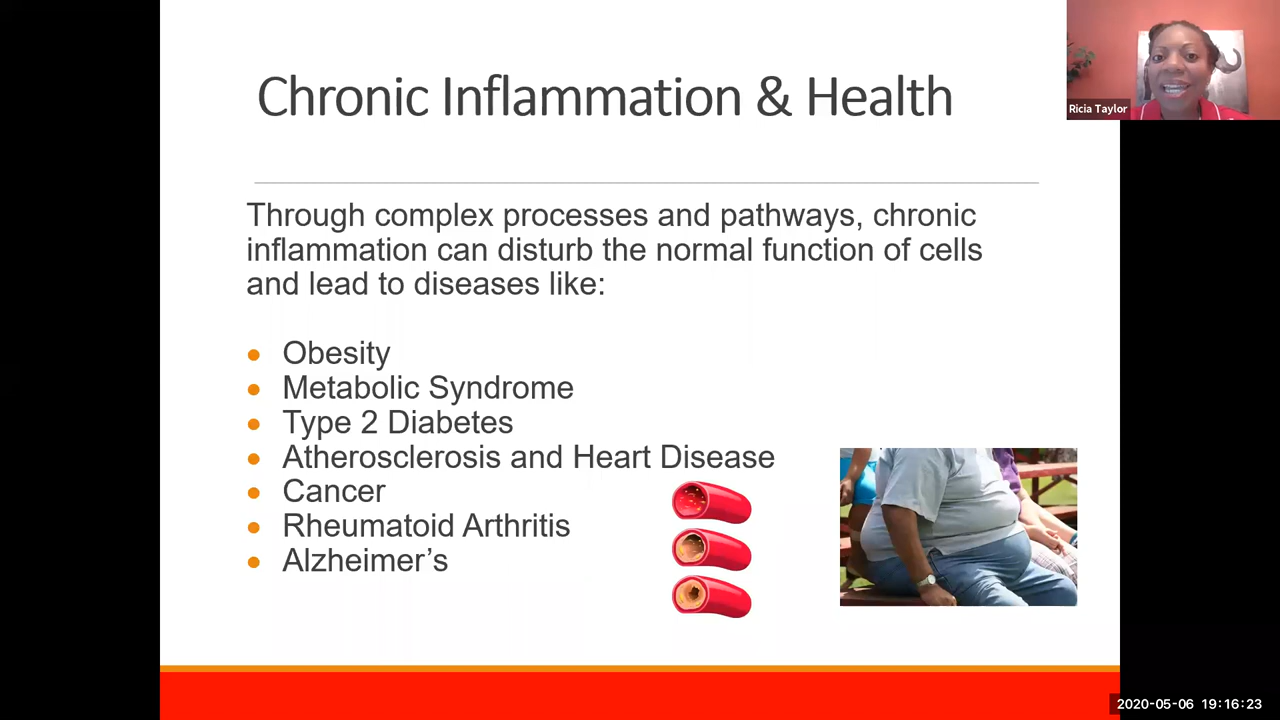 Chronic Inflammation & Health
Ricia Taylor
Through complex processes and pathways, chronic
inflammation can disturb the normal function of cells
and lead to diseases like:
Obesity
Metabolic Syndrome
Type 2 Diabetes
Atherosclerosis and Heart Disease
Cancer
Rheumatoid Arthritis
Alzheimer’s
2020-05-06 19:16:23